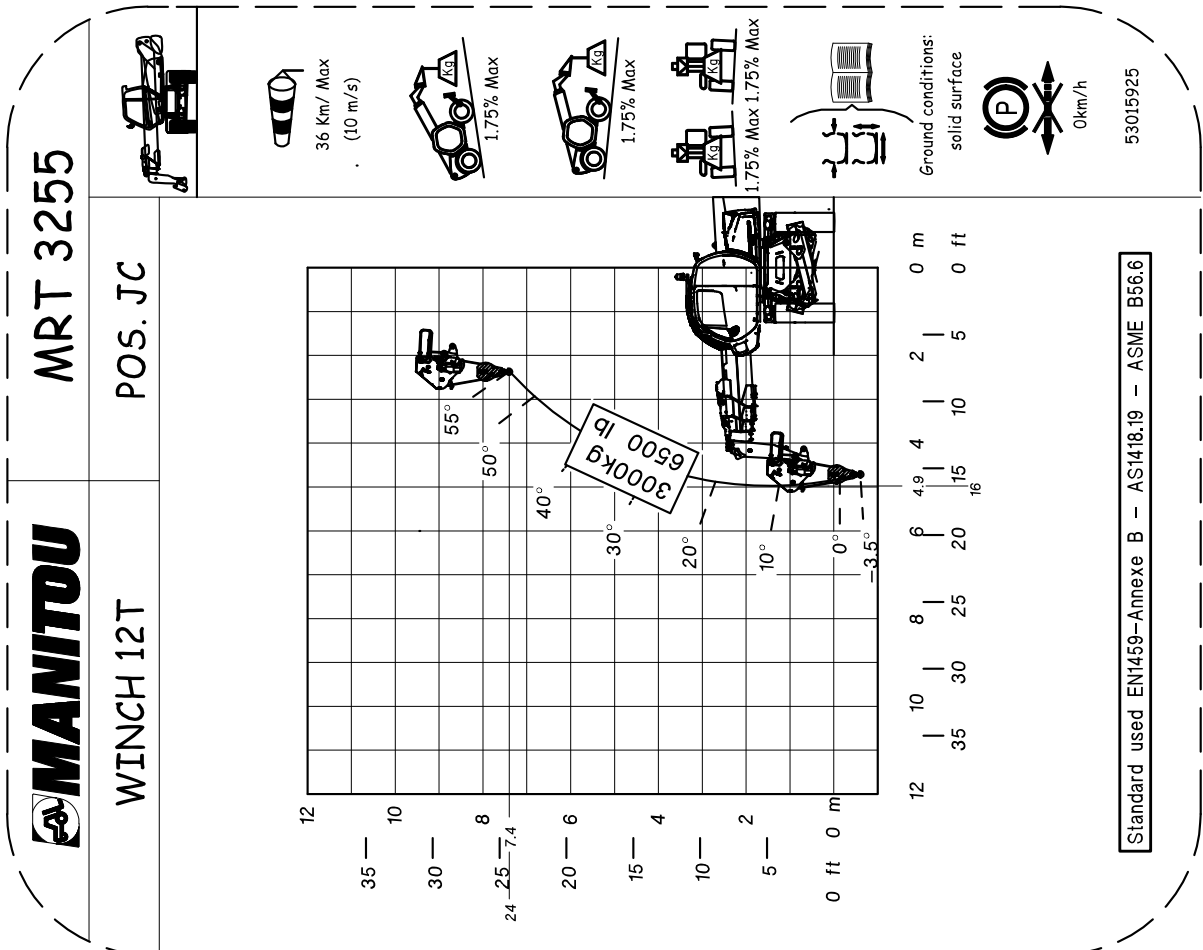 MANITOU
MRT 3255
WINCH 12T
POS. JC
36 Km/ Max
(10 m/s)
Kg
1.75% Max
Kg
1.75% Max
Kg
Kg
1.75% Max 1.75% Max
Ground conditions:
solid surface
P
0km/h
53015925
55°
50°
40°
30°
20°
10°
0°
-3.5°
3000kg
6500 lb
12
10
8
6
4
2
0 m
35
30
25
20
15
10
5
0 ft
7.4
24
12
10
8
6
4
2
0 m
35
30
25
20
15
10
5
0 ft
4.9
16
Standard used EN1459-Annexe B - AS1418.19 - ASME B56.6